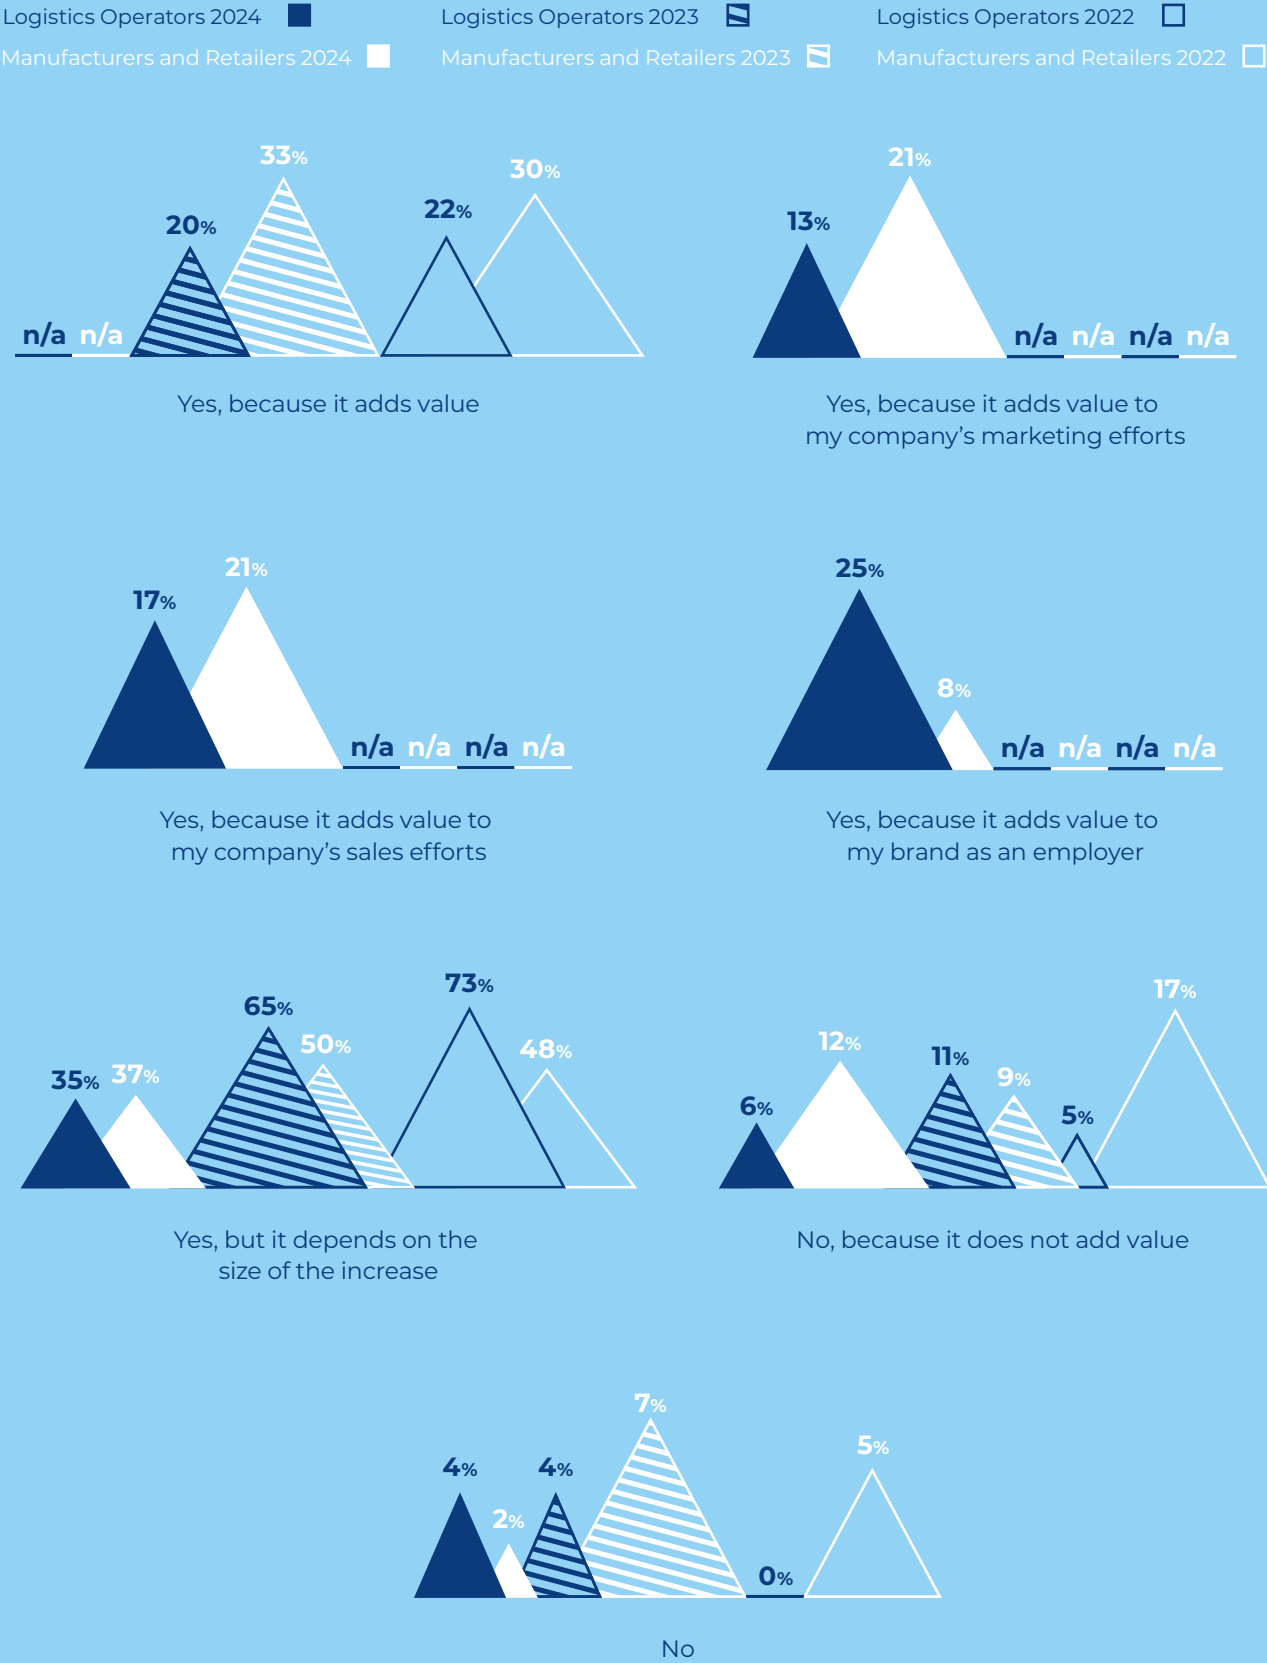 Logistics Operators 2024
Logistics Operators 2023
Logistics Operators 2022
Manufacturers and Retailers 2024
Manufacturers and Retailers 2023
Manufacturers and Retailers 2022
n/a n/a 20% 33% 22% 30%
Yes, because it adds value
13% 21% n/a n/a n/a n/a
Yes, because it adds value to
my company's marketing efforts
17% 21% n/a n/a n/a n/a
Yes, because it adds value to
my company's sales efforts
25% 8% n/a n/a n/a n/a
Yes, because it adds value to
my brand as an employer
35% 37% 65% 50% 73% 48%
Yes, but it depends on the
size of the increase
6% 12% 11% 9% 5% 17%
No, because it does not add value
4% 2% 4% 7% 0% 5%
No